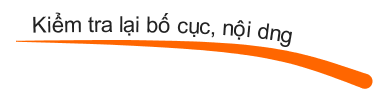 Kiểm tra lại bố cục, nội dng